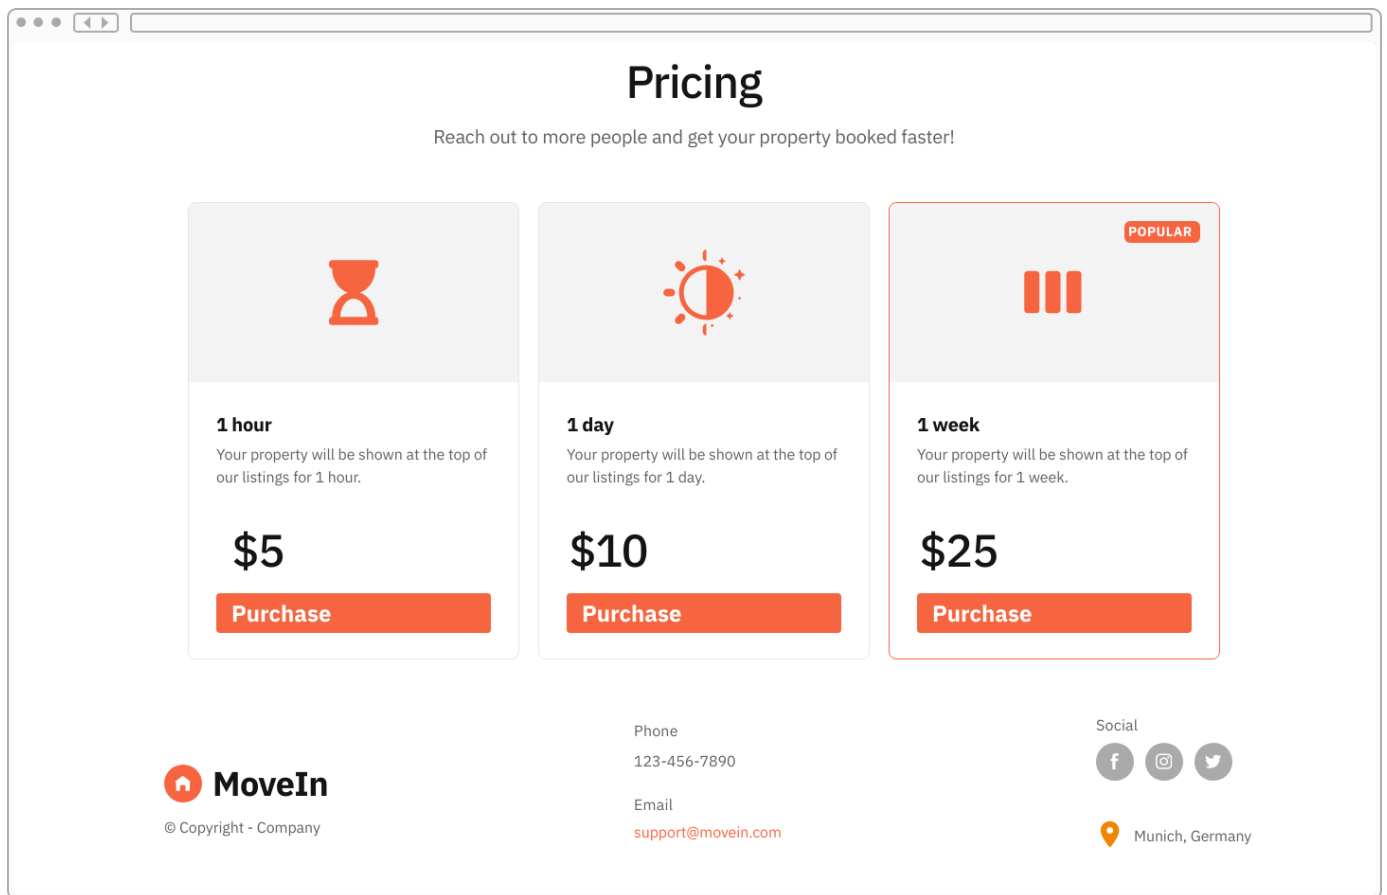 Pricing
Reach out to more people and get your property booked faster!
1 hour
Your property will be shown at the top of
our listings for 1 hour.
$5
Purchase
1 day
Your property will be shown at the top of
our listings for 1 day.
$10
Purchase
POPULAR
1 week
Your property will be shown at the top of
our listings for 1 week.
$25
Purchase
MoveIn
© Copyright - Company
Phone
123-456-7890
Email
support@movein.com
Social
Munich, Germany